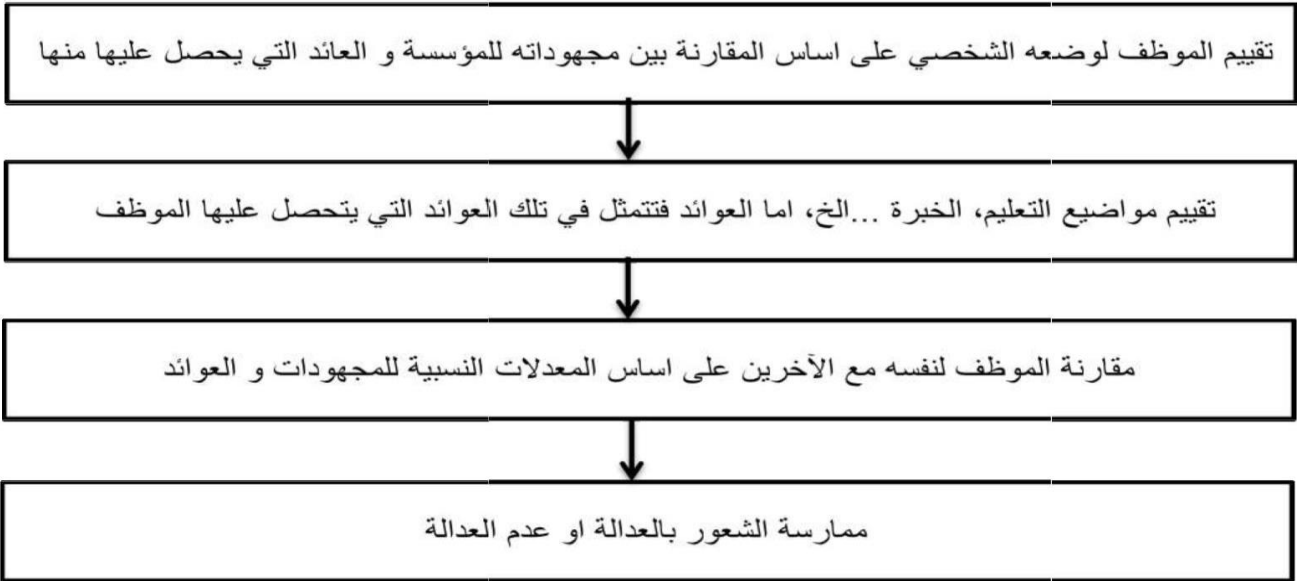 تقييم الموظف لوضعه الشخصي على اساس المقارنة بين مجهوداته للمؤسسة و العائد التي يحصل عليها منها
تقييم مواضيع التعليم، الخبرة ...الخ، اما العوائد فتتمثل في تلك العوائد التي يتحصل عليها الموظف
مقارنة الموظف لنفسه مع الآخرين على اساس المعدلات النسبية للمجهودات و العوائد
ممارسة الشعور بالعدالة او عدم العدالة